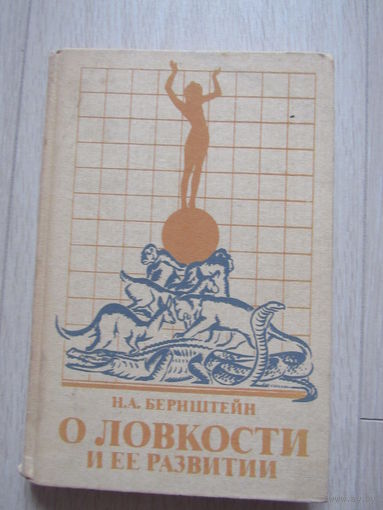 Н.А. БЕРНШТЕЙН
О ЛОВКОСТИ
И ЕЕ РАЗВИТИИ